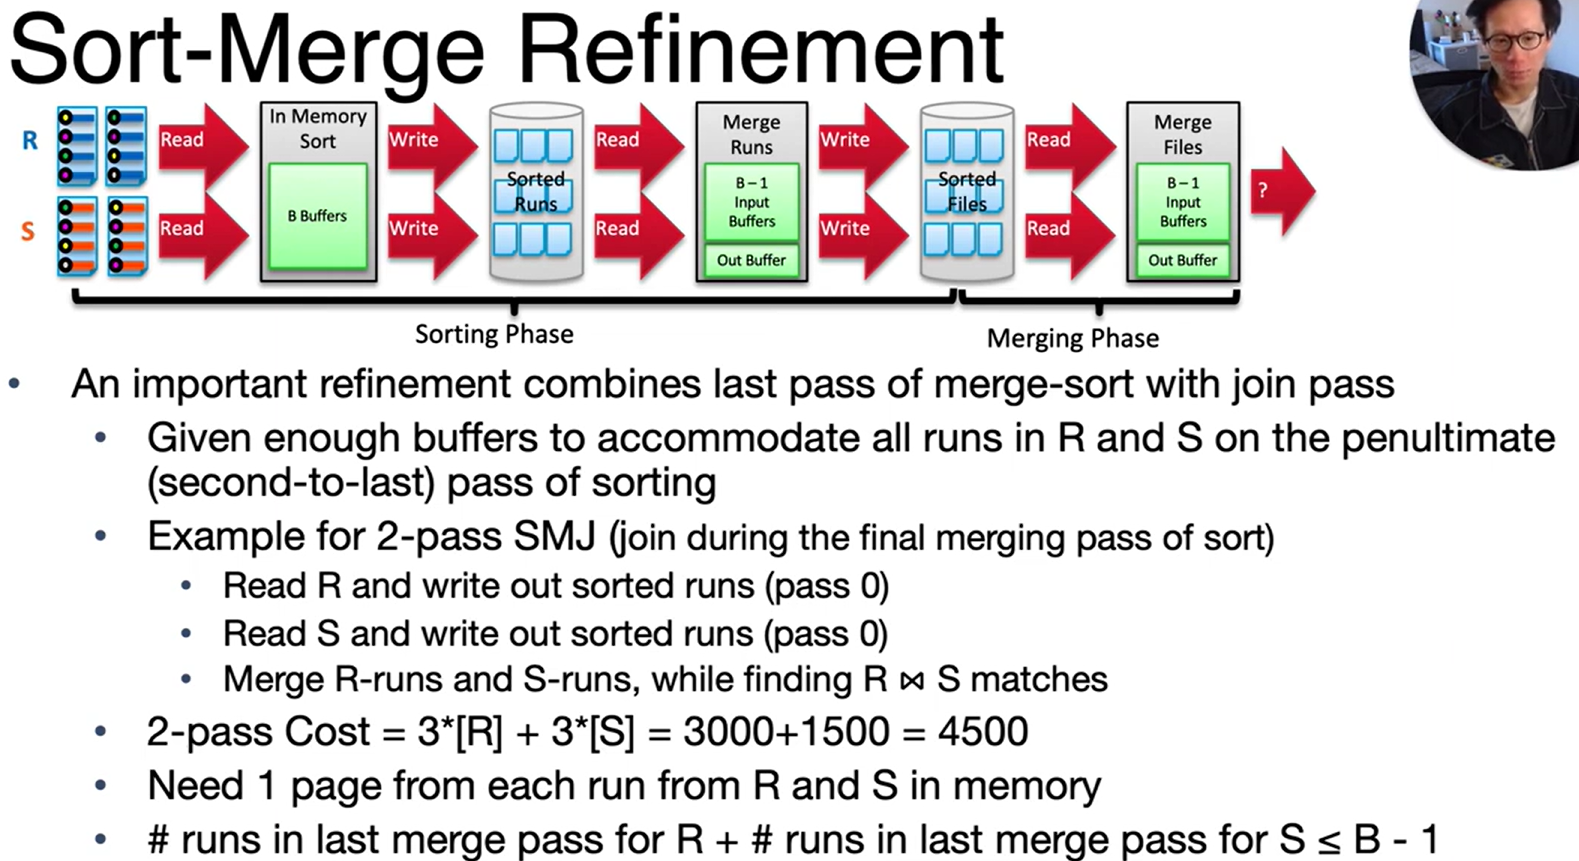 Sort-Merge Refinement
R
S
Read
Read
In Memory
Sort
B Buffers
Write
Write
Sorted
Runs
Read
Read
Merge
Runs
B – 1
Input
Buffers
Out Buffer
Write
Write
Sorted
Files
Read
Read
Merge
Files
B – 1
Input
Buffers
Out Buffer
?
Sorting Phase
Merging Phase
• An important refinement combines last pass of merge-sort with join pass
• Given enough buffers to accommodate all runs in R and S on the penultimate
(second-to-last) pass of sorting
• Example for 2-pass SMJ (join during the final merging pass of sort)
• Read R and write out sorted runs (pass 0)
• Read S and write out sorted runs (pass 0)
• Merge R-runs and S-runs, while finding R ⋈ S matches
• 2-pass Cost = 3*[R] + 3*[S] = 3000+1500 = 4500
• Need 1 page from each run from R and S in memory
• # runs in last merge pass for R + # runs in last merge pass for S ≤ B - 1